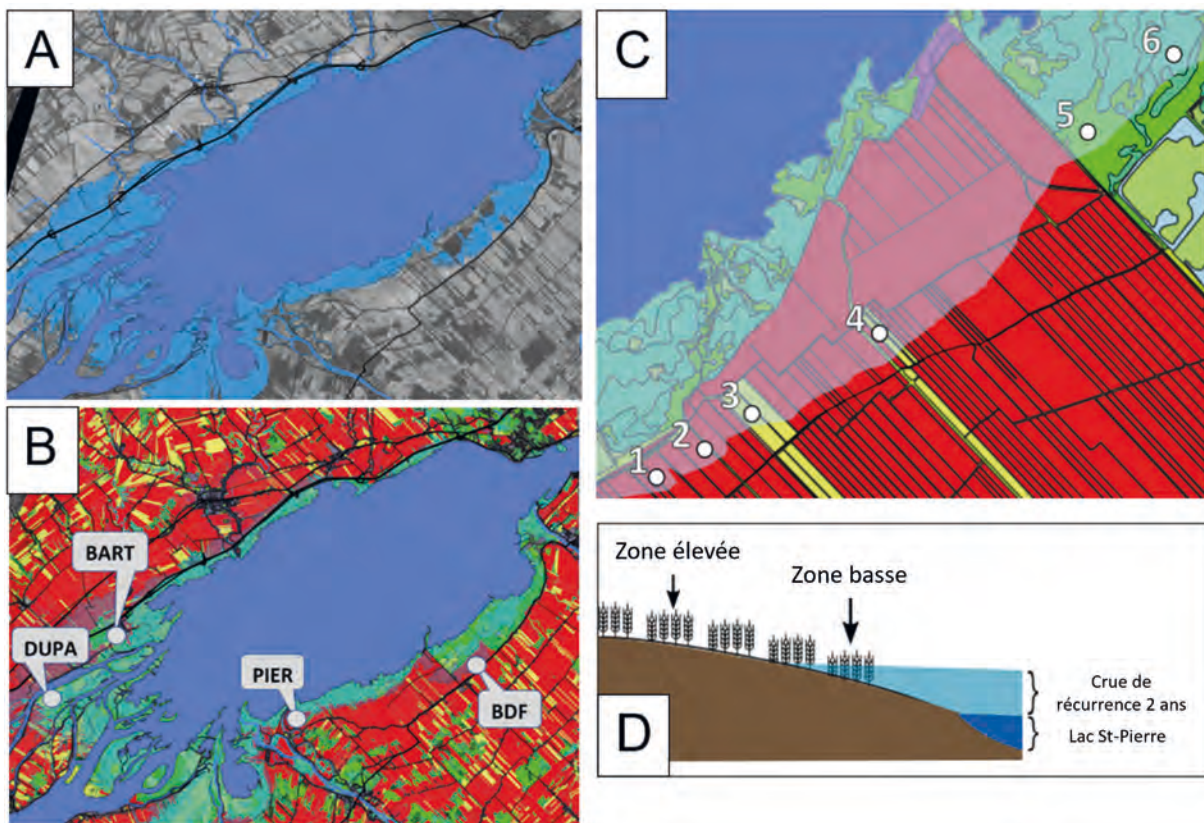 A
B
BART
DUPA
PIER
BDF
C
6
5
4
3
2
1
Zone élevée
Zone basse
Crue de
récurrence 2 ans
Lac St-Pierre
D